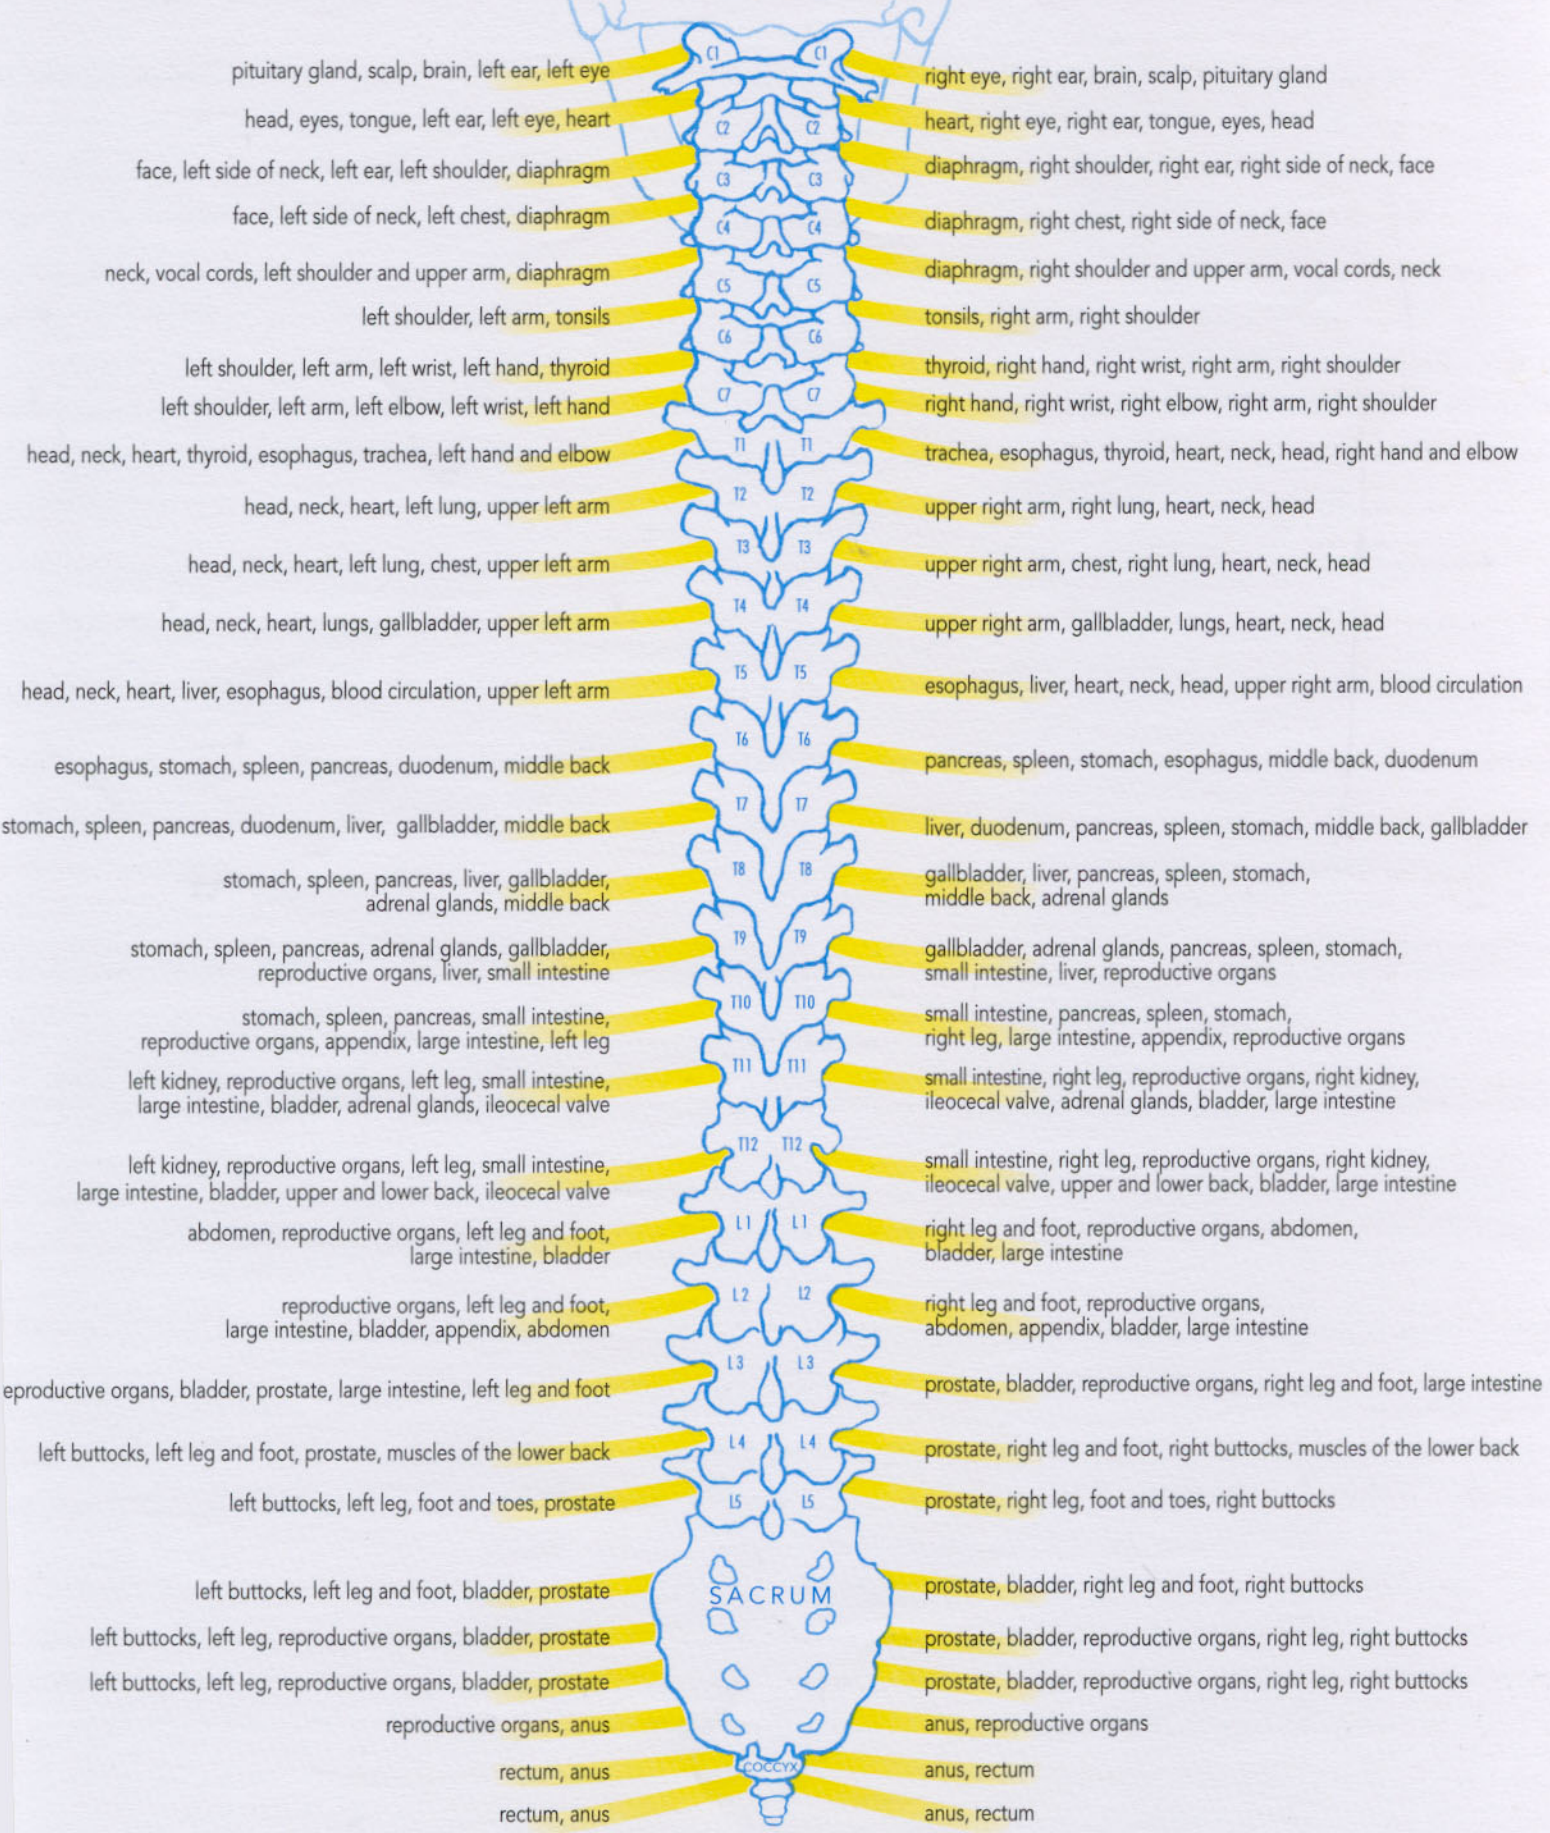 pituitary gland, scalp, brain, left ear, left eye
C1 C1
right eye, right ear, brain, scalp, pituitary gland
head, eyes, tongue, left ear, left eye, heart
C2 C2
heart, right eye, right ear, tongue, eyes, head
face, left side of neck, left ear, left shoulder, diaphragm
C3 C3
diaphragm, right shoulder, right ear, right side of neck, face
face, left side of neck, left chest, diaphragm
C4 C4
diaphragm, right chest, right side of neck, face
neck, vocal cords, left shoulder and upper arm, diaphragm
C5 C5
diaphragm, right shoulder and upper arm, vocal cords, neck
left shoulder, left arm, tonsils
C6 C6
tonsils, right arm, right shoulder
left shoulder, left arm, left wrist, left hand, thyroid
thyroid, right hand, right wrist, right arm, right shoulder
C7 C7
left shoulder, left arm, left elbow, left wrist, left hand
right hand, right wrist, right elbow, right arm, right shoulder
head, neck, heart, thyroid, esophagus, trachea, left hand and elbow
T1 T1
trachea, esophagus, thyroid, heart, neck, head, right hand and elbow
head, neck, heart, left lung, upper left arm
T2 T2
upper right arm, right lung, heart, neck, head
head, neck, heart, left lung, chest, upper left arm
T3 T3
upper right arm, chest, right lung, heart, neck, head
head, neck, heart, lungs, gallbladder, upper left arm
T4 T4
upper right arm, gallbladder, lungs, heart, neck, head
head, neck, heart, liver, esophagus, blood circulation, upper left arm
T5 T5
esophagus, liver, heart, neck, head, upper right arm, blood circulation
esophagus, stomach, spleen, pancreas, duodenum, middle back
T6 T6
pancreas, spleen, stomach, esophagus, middle back, duodenum
stomach, spleen, pancreas, duodenum, liver, gallbladder, middle back
T7 T7
liver, duodenum, pancreas, spleen, stomach, middle back, gallbladder
stomach, spleen, pancreas, liver, gallbladder,
adrenal glands, middle back
T8 T8
gallbladder, liver, pancreas, spleen, stomach,
middle back, adrenal glands
stomach, spleen, pancreas, adrenal glands, gallbladder,
reproductive organs, liver, small intestine
T9 T9
gallbladder, adrenal glands, pancreas, spleen, stomach,
small intestine, liver, reproductive organs
stomach, spleen, pancreas, small intestine,
reproductive organs, appendix, large intestine, left leg
T10 T10
small intestine, pancreas, spleen, stomach,
right leg, large intestine, appendix, reproductive organs
left kidney, reproductive organs, left leg, small intestine,
large intestine, bladder, adrenal glands, ileocecal valve
T11 T11
small intestine, right leg, reproductive organs, right kidney,
ileocecal valve, adrenal glands, bladder, large intestine
left kidney, reproductive organs, left leg, small intestine,
large intestine, bladder, upper and lower back, ileocecal valve
T12 T12
small intestine, right leg, reproductive organs, right kidney,
ileocecal valve, upper and lower back, bladder, large intestine
abdomen, reproductive organs, left leg and foot,
large intestine, bladder
L1 L1
right leg and foot, reproductive organs, abdomen,
bladder, large intestine
reproductive organs, left leg and foot,
large intestine, bladder, appendix, abdomen
L2 L2
right leg and foot, reproductive organs,
abdomen, appendix, bladder, large intestine
eproductive organs, bladder, prostate, large intestine, left leg and foot
L3 L3
prostate, bladder, reproductive organs, right leg and foot, large intestine
left buttocks, left leg and foot, prostate, muscles of the lower back
L4 L4
prostate, right leg and foot, right buttocks, muscles of the lower back
left buttocks, left leg, foot and toes, prostate
L5 L5
prostate, right leg, foot and toes, right buttocks
left buttocks, left leg and foot, bladder, prostate
SACRUM
prostate, bladder, right leg and foot, right buttocks
left buttocks, left leg, reproductive organs, bladder, prostate
prostate, bladder, reproductive organs, right leg, right buttocks
left buttocks, left leg, reproductive organs, bladder, prostate
prostate, bladder, reproductive organs, right leg, right buttocks
reproductive organs, anus
anus, reproductive organs
rectum, anus
COCCYX
anus, rectum
rectum, anus
anus, rectum